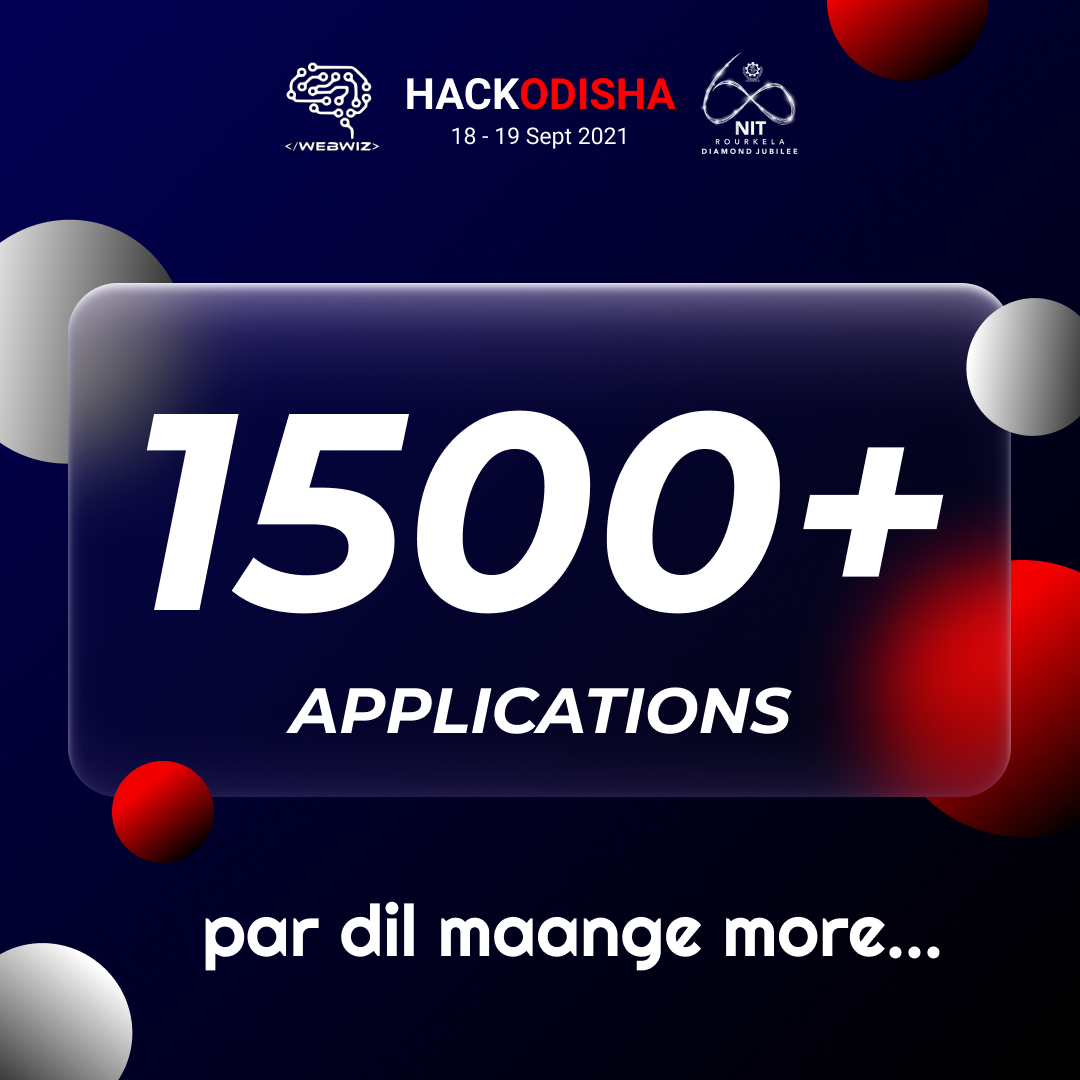 </WEBWIZ>
HACKODISHA
18 - 19 Sept 2021
NIT
ROURKELA
DIAMOND JUBILEE
1500+
APPLICATIONS
par dil maange more...